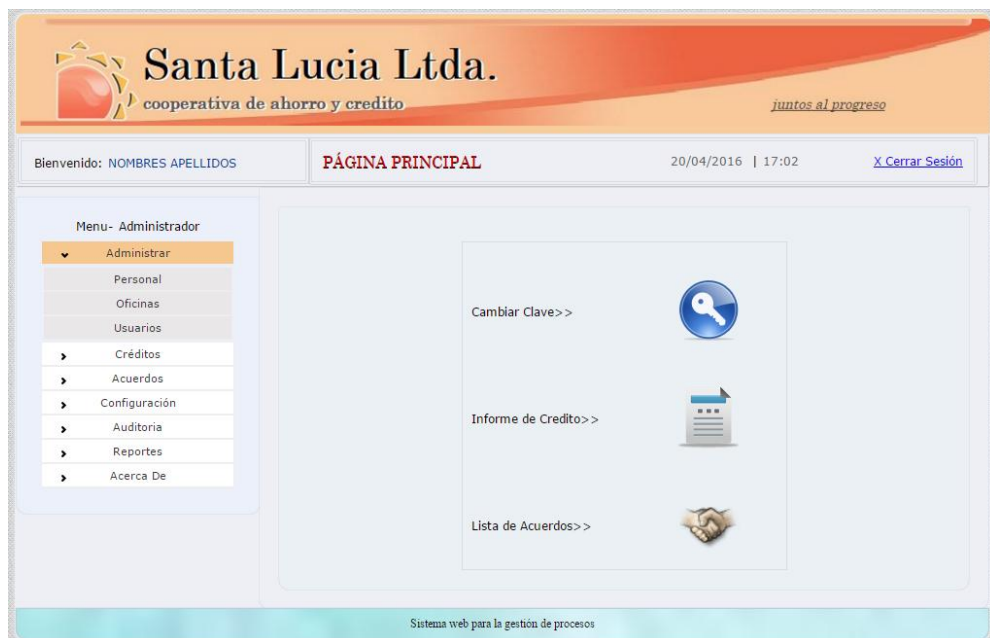 Santa Lucia Ltda.
cooperativa de ahorro y credito
juntos al progreso
Bienvenido: NOMBRES APELLIDOS
PÁGINA PRINCIPAL
20/04/2016 | 17:02
X Cerrar Sesión
Menu- Administrador
Administrar
Personal
Oficinas
Usuarios
Créditos
Acuerdos
Configuración
Auditoria
Reportes
Acerca De
Cambiar Clave>>
Informe de Credito>>
Lista de Acuerdos>>
Sistema web para la gestión de procesos